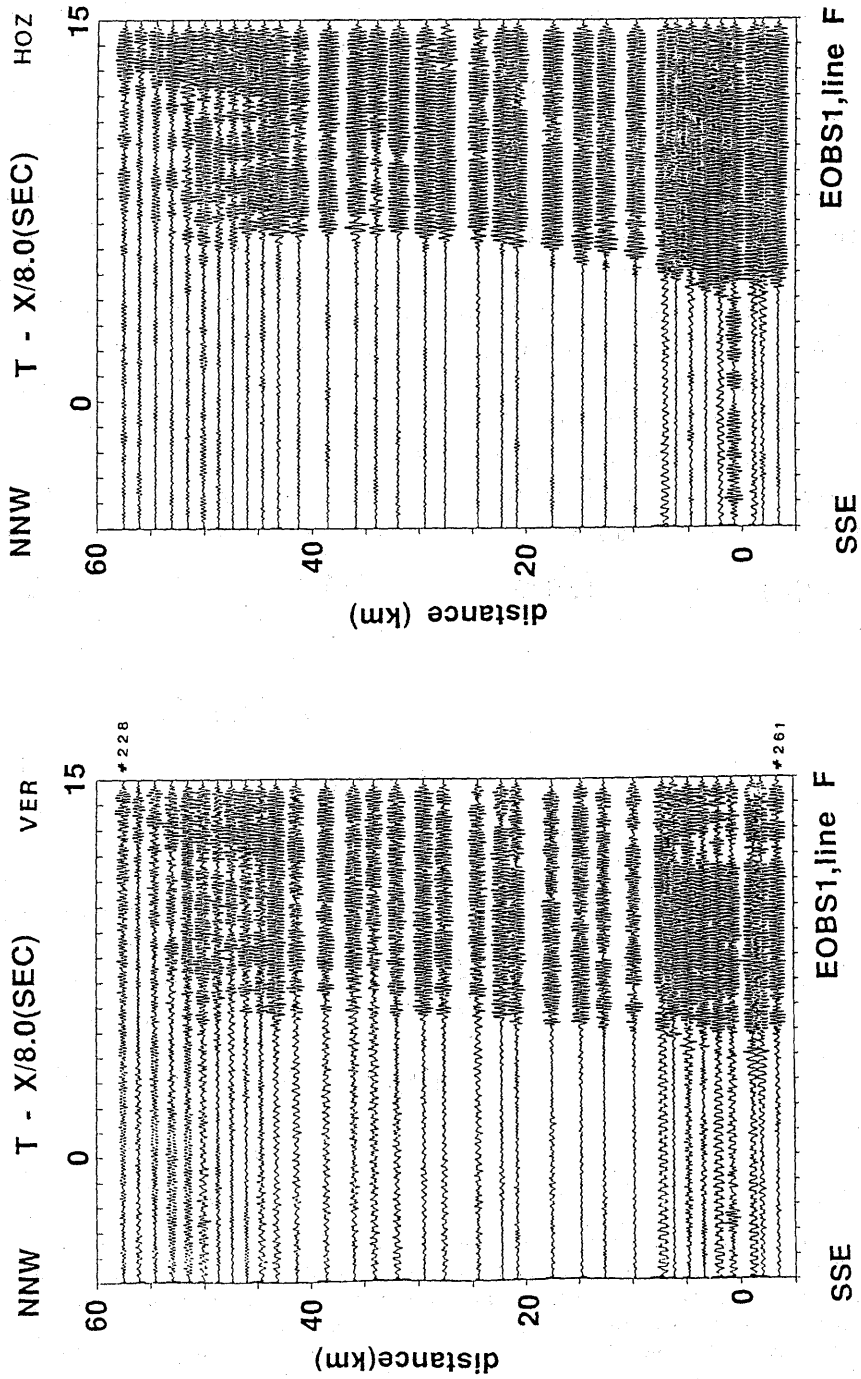 NNW T - X/8.0(SEC) VER
0 15
60
40
20
0
distance(km)
#228
#261
SSE EOBS1,line F
NNW T - X/8.0(SEC) HOZ
0 15
60
40
20
0
distance (km)
SSE EOBS1,line F